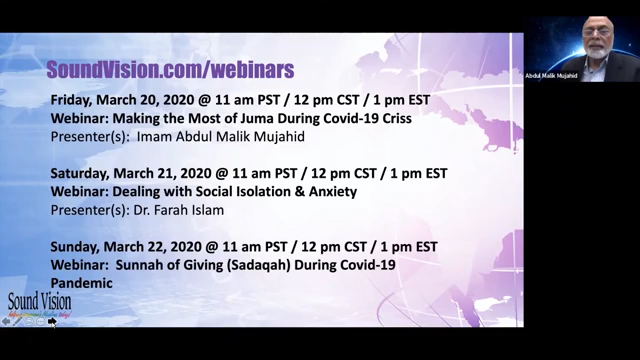 SoundVision.com/webinars
Friday, March 20, 2020 @ 11 am PST / 12 pm CST / 1 pm EST
Webinar: Making the Most of Juma During Covid-19 Criss
Presenter(s): Imam Abdul Malik Mujahid
Saturday, March 21, 2020 @ 11 am PST / 12 pm CST / 1 pm EST
Webinar: Dealing with Social Isolation & Anxiety
Presenter(s): Dr. Farah Islam
Sunday, March 22, 2020 @ 11 am PST / 12 pm CST / 1 pm EST
Webinar: Sunnah of Giving (Sadaqah) During Covid-19
Pandemic
Sound Vision
Abdul Malik Mujahid